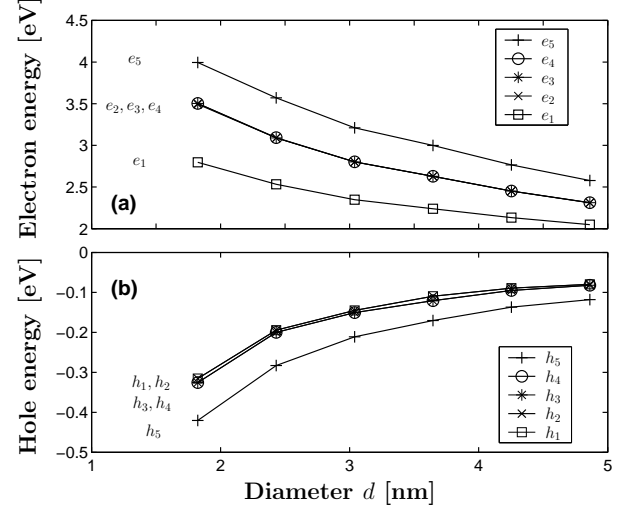 4.5
4
3.5
3
2.5
2
Electron energy [eV]
e5
e2, e3, e4
e1
(a)
e5
e4
e3
e2
e1
0
−0.1
−0.2
−0.3
−0.4
−0.5
Hole energy [eV]
(b)
h1, h2
h3, h4
h5
h5
h4
h3
h2
h1
1 2 3 4 5
Diameter d [nm]